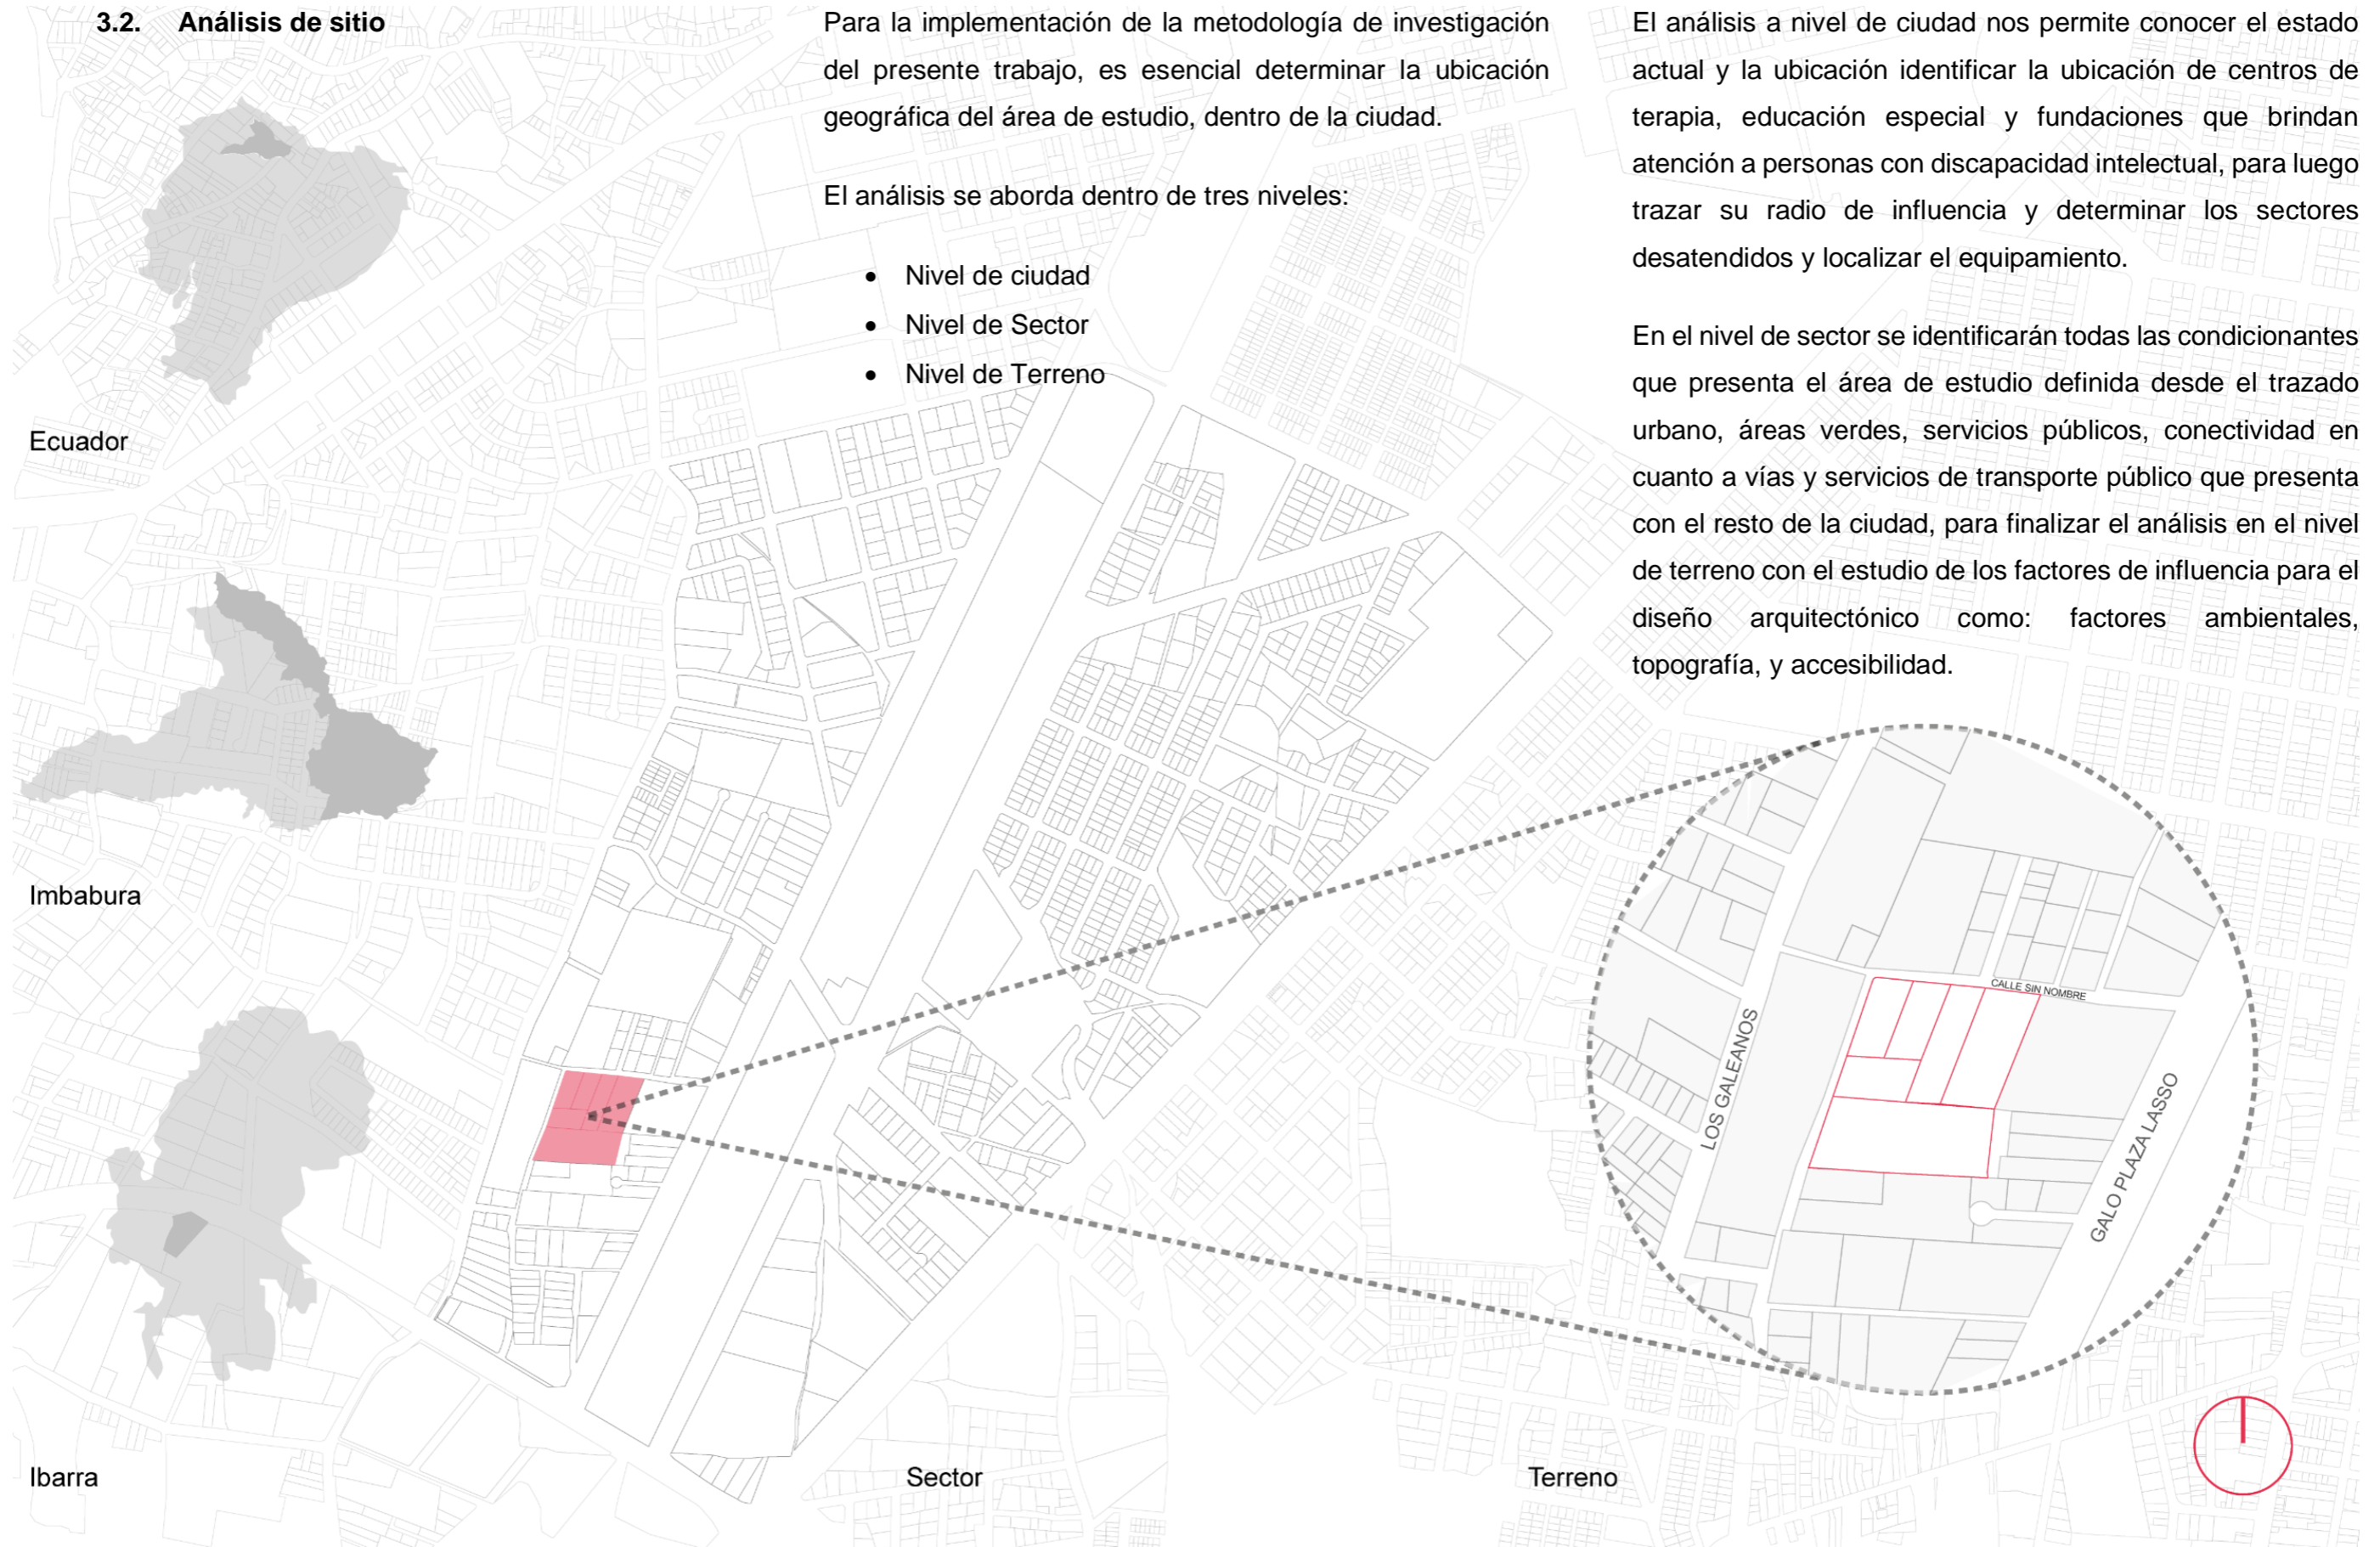 3.2. Análisis de sitio
Para la implementación de la metodología de investigación
del presente trabajo, es esencial determinar la ubicación
geográfica del área de estudio, dentro de la ciudad.
El análisis se aborda dentro de tres niveles:
• Nivel de ciudad
• Nivel de Sector
• Nivel de Terreno
El análisis a nivel de ciudad nos permite conocer el estado
actual y la ubicación identificar la ubicación de centros de
terapia, educación especial y fundaciones que brindan
atención a personas con discapacidad intelectual, para luego
trazar su radio de influencia y determinar los sectores
desatendidos y localizar el equipamiento.
En el nivel de sector se identificarán todas las condicionantes
que presenta el área de estudio definida desde el trazado
urbano, áreas verdes, servicios públicos, conectividad en
cuanto a vías y servicios de transporte público que presenta
con el resto de la ciudad, para finalizar el análisis en el nivel
de terreno con el estudio de los factores de influencia para el
diseño arquitectónico como: factores ambientales,
topografía, y accesibilidad.
Ecuador
Imbabura
Ibarra
Sector
Terreno
CALLE SIN NOMBRE
LOS GALEANOS
GALO PLAZA LASSO